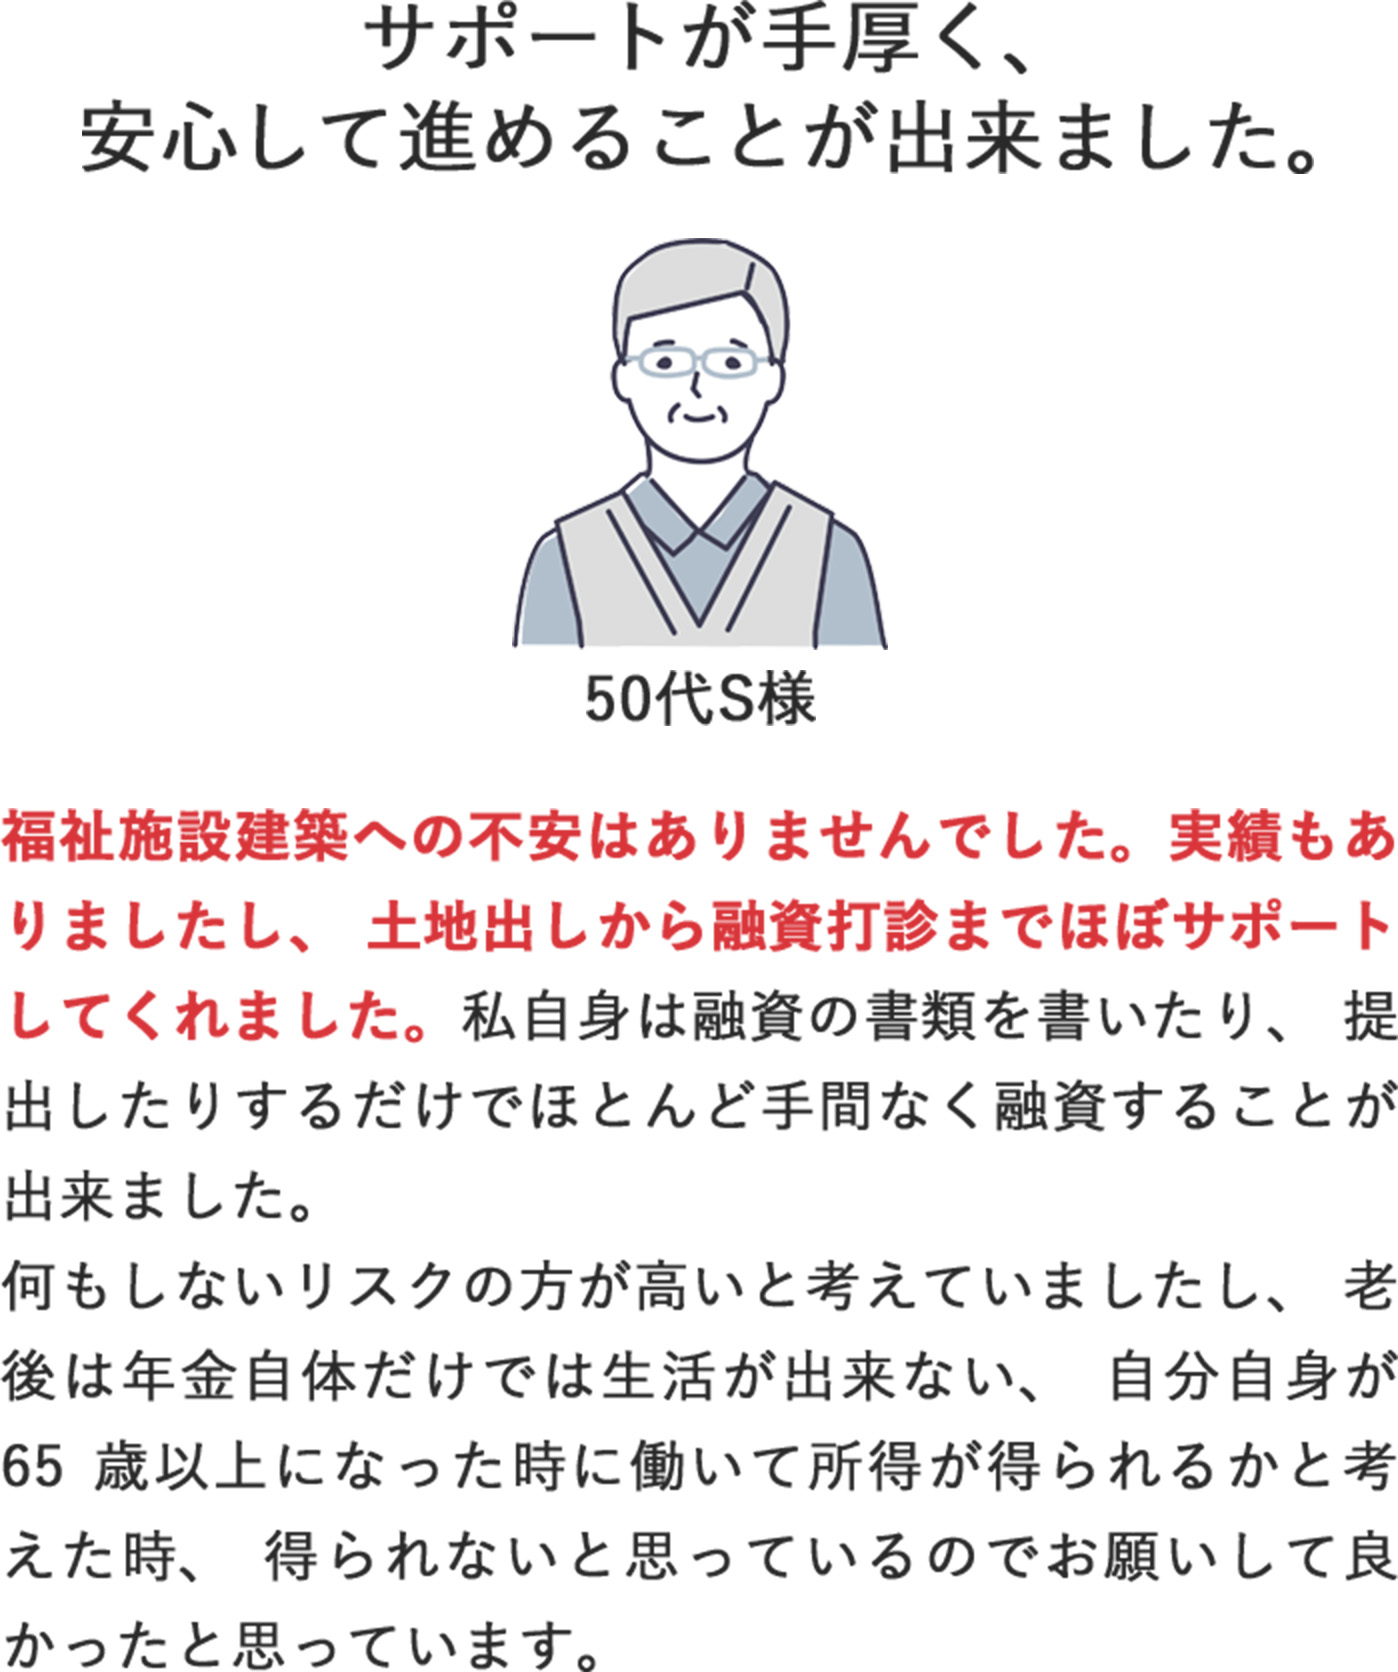 サポートが手厚く、
安心して進めることが出来ました。
50代S様
福祉施設建築への不安はありませんでした。実績もあ
りましたし、 土地出しから融資打診までほぼサポート
してくれました。私自身は融資の書類を書いたり、 提
出したりするだけでほとんど手間なく融資することが
出来ました。
何もしないリスクの方が高いと考えていましたし、 老
後は年金自体だけでは生活が出来ない、 自分自身が
65 歳以上になった時に働いて所得が得られるかと考
えた時、 得られないと思っているのでお願いして良
かったと思っています。